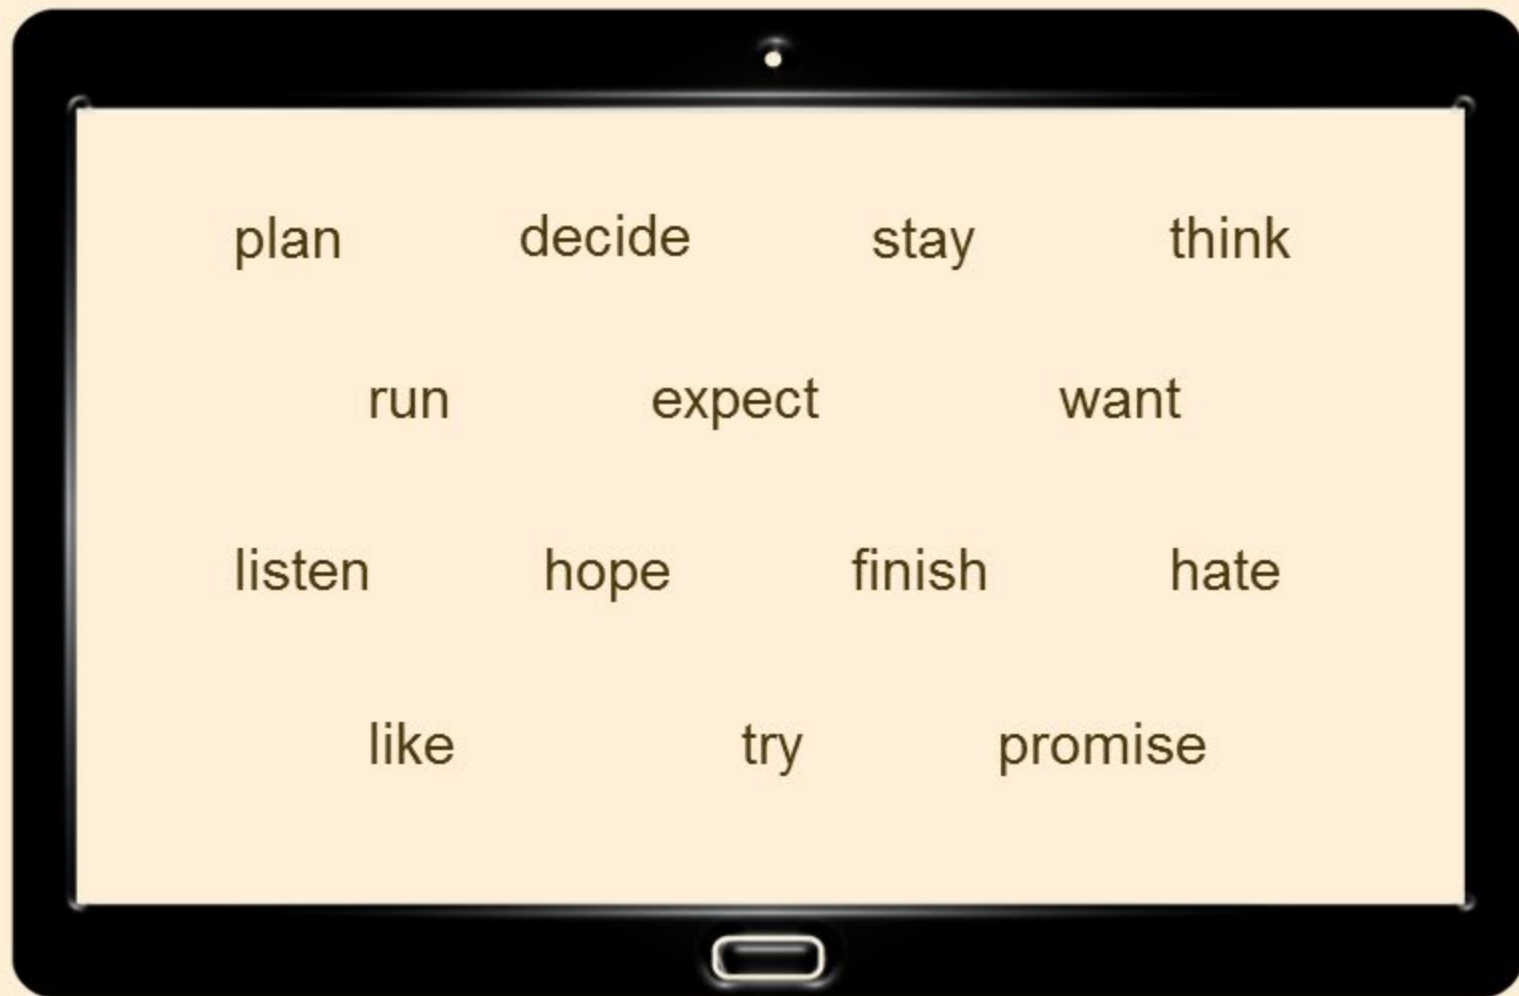 plan decide stay think
run expect want
listen hope finish hate
like try promise